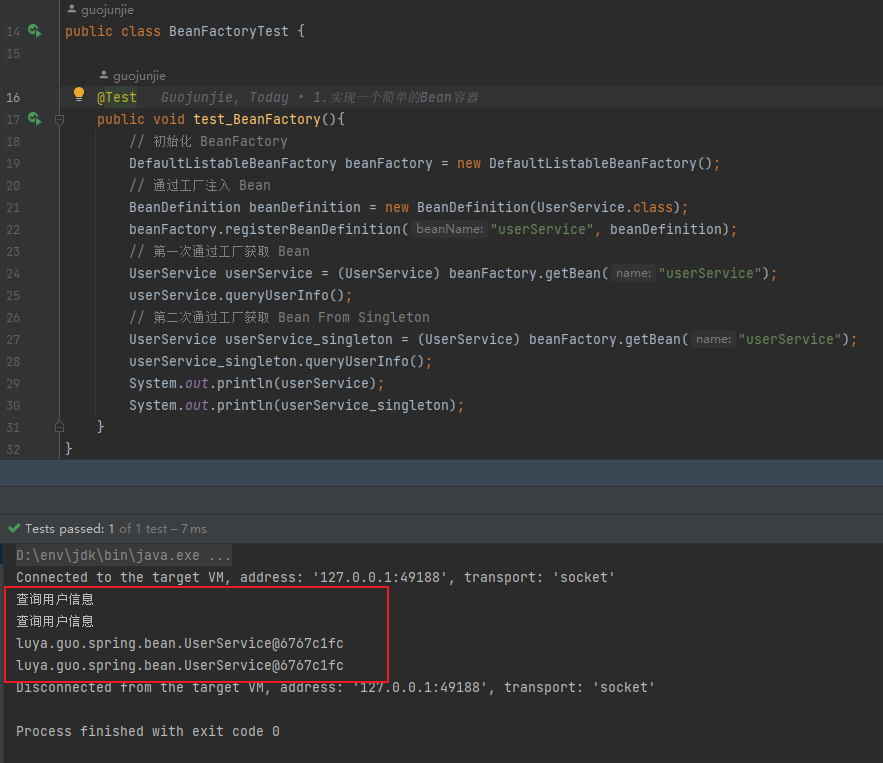 guojunjie
14 public class BeanFactoryTest {
15
guojunjie
16 @Test Guojunjie, Today • 1.实现一个简单的Bean容器
17 public void test_BeanFactory(){
18 // 初始化 BeanFactory
19 DefaultListableBeanFactory beanFactory = new DefaultListableBeanFactory();
20 // 通过工厂注入 Bean
21 BeanDefinition beanDefinition = new BeanDefinition(UserService.class);
22 beanFactory.registerBeanDefinition( beanName: "userService", beanDefinition);
23 // 第一次通过工厂获取 Bean
24 UserService userService = (UserService) beanFactory.getBean( name: "userService");
25 userService.queryUserInfo();
26 // 第二次通过工厂获取 Bean From Singleton
27 UserService userService_singleton = (UserService) beanFactory.getBean( name: "userService");
28 userService_singleton.queryUserInfo();
29 System.out.println(userService);
30 System.out.println(userService_singleton);
31 }
32 }
Tests passed: 1 of 1 test – 7 ms
D:\env\jdk\bin\java.exe ...
Connected to the target VM, address: '127.0.0.1:49188', transport: 'socket'
查询用户信息
查询用户信息
luya.guo.spring.bean.UserService@6767c1fc
luya.guo.spring.bean.UserService@6767c1fc
Disconnected from the target VM, address: '127.0.0.1:49188', transport: 'socket'
Process finished with exit code 0